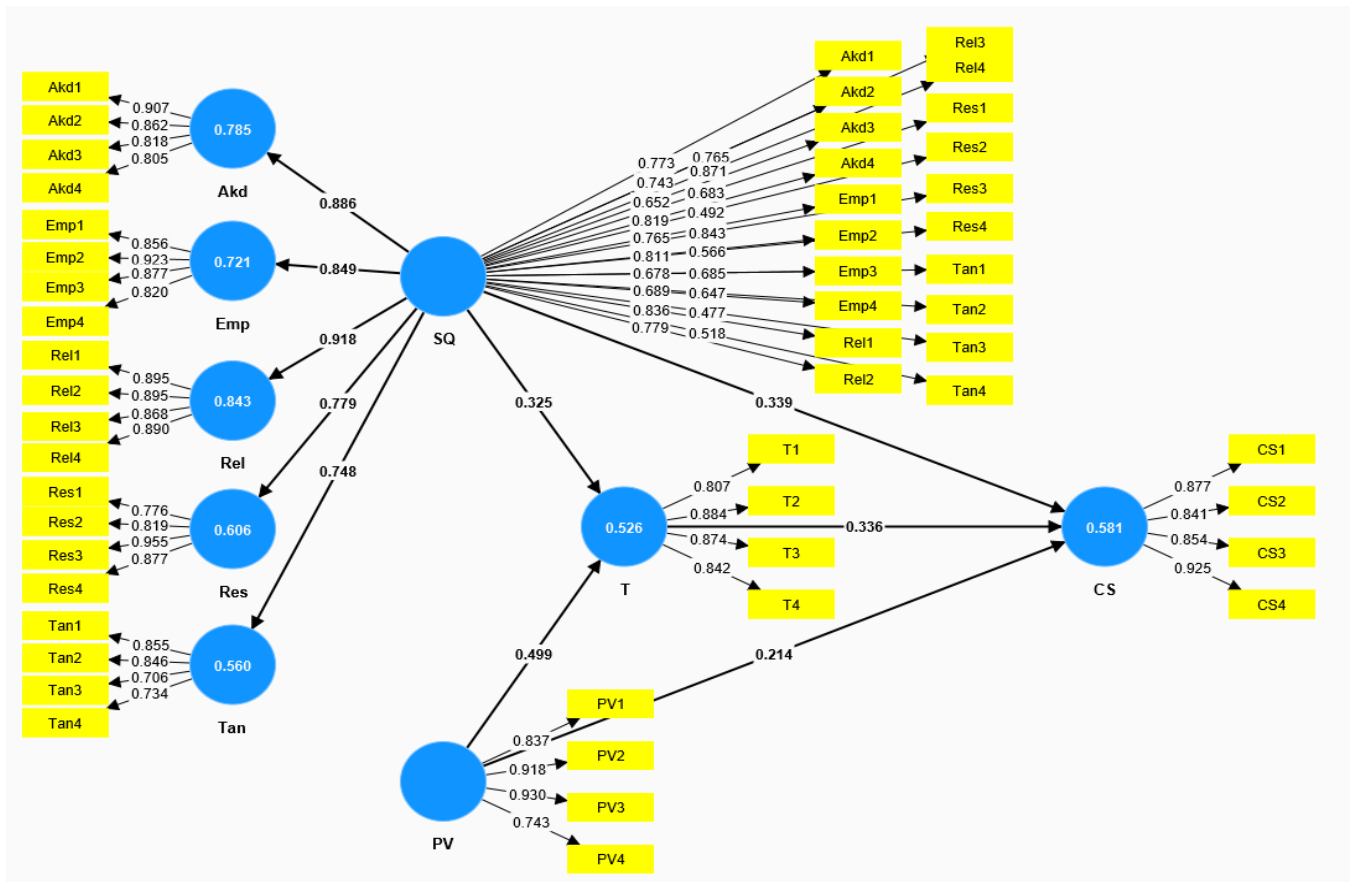 Akd1
Akd2
Akd3
Akd4
0.907
0.862
0.818
0.805
0.785
Akd
Emp1
Emp2
Emp3
Emp4
0.856
0.923
0.877
0.820
0.721
Emp
Rel1
Rel2
Rel3
Rel4
0.895
0.895
0.868
0.890
0.843
Rel
Res1
Res2
Res3
Res4
0.776
0.819
0.955
0.877
0.606
Res
Tan1
Tan2
Tan3
Tan4
0.855
0.846
0.706
0.734
0.560
Tan
0.886
0.849
0.918
0.779
0.748
SQ
0.773
0.743
0.652
0.819
0.765
0.811
0.678
0.689
0.836
0.779
0.765
0.871
0.683
0.492
0.843
0.566
0.685
0.647
0.477
0.518
Akd1
Akd2
Akd3
Akd4
Emp1
Emp2
Emp3
Emp4
Rel1
Rel2
Rel3
Rel4
Res1
Res2
Res3
Res4
Tan1
Tan2
Tan3
Tan4
0.325
0.339
0.499
0.336
0.214
0.526
T
0.807
0.884
0.874
0.842
T1
T2
T3
T4
0.581
CS
0.877
0.841
0.854
0.925
CS1
CS2
CS3
CS4
PV
0.837
0.918
0.930
0.743
PV1
PV2
PV3
PV4